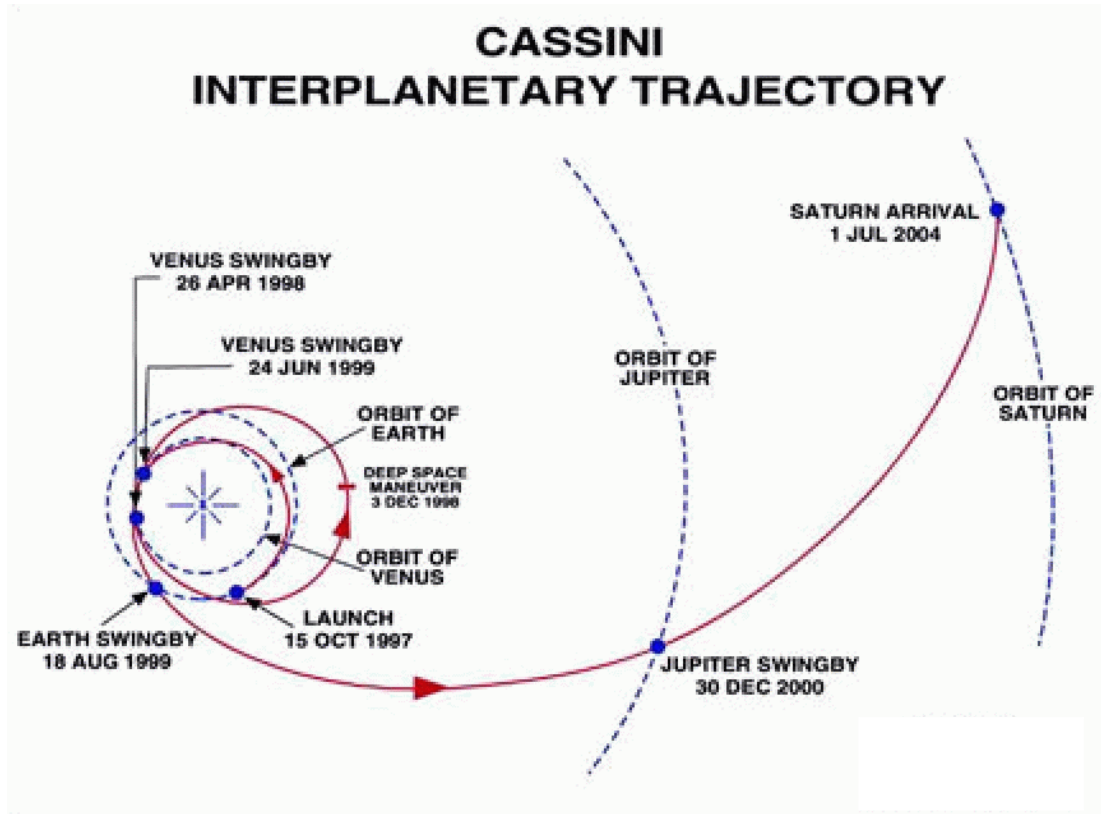 CASSINI
INTERPLANETARY TRAJECTORY
SATURN ARRIVAL
1 JUL 2004
VENUS SWINGBY
26 APR 1998
VENUS SWINGBY
24 JUN 1999
ORBIT OF
JUPITER
ORBIT OF
SATURN
ORBIT OF
EARTH
DEEP SPACE
MANEUVER
3 DEC 1998
ORBIT OF
VENUS
LAUNCH
15 OCT 1997
EARTH SWINGBY
18 AUG 1999
JUPITER SWINGBY
30 DEC 2000